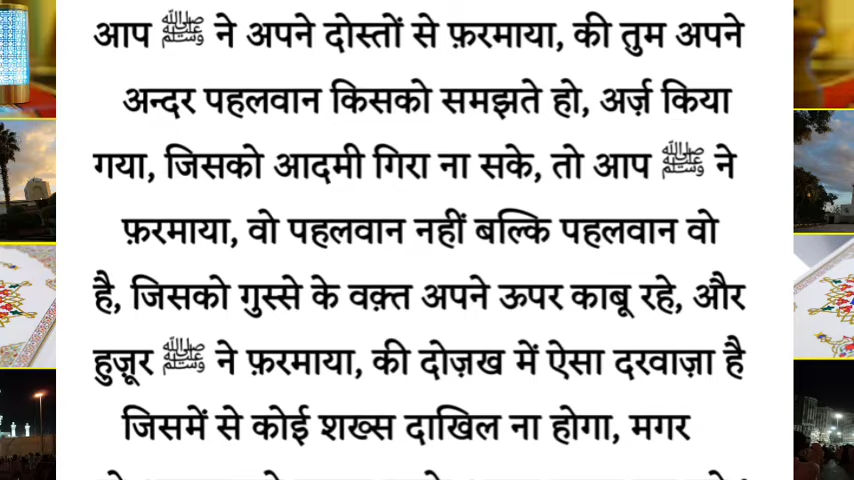 आप ﷺ ने अपने दोस्तों से फ़रमाया, की तुम अपने
अन्दर पहलवान किसको समझते हो, अर्ज़ किया
गया, जिसको आदमी गिरा ना सके, तो आप ﷺ ने
फ़रमाया, वो पहलवान नहीं बल्कि पहलवान वो
है, जिसको गुस्से के वक़्त अपने ऊपर काबू रहे, और
हुज़ूर ﷺ ने फ़रमाया, की दोज़ख में ऐसा दरवाज़ा है
जिसमें से कोई शख्स दाखिल ना होगा, मगर